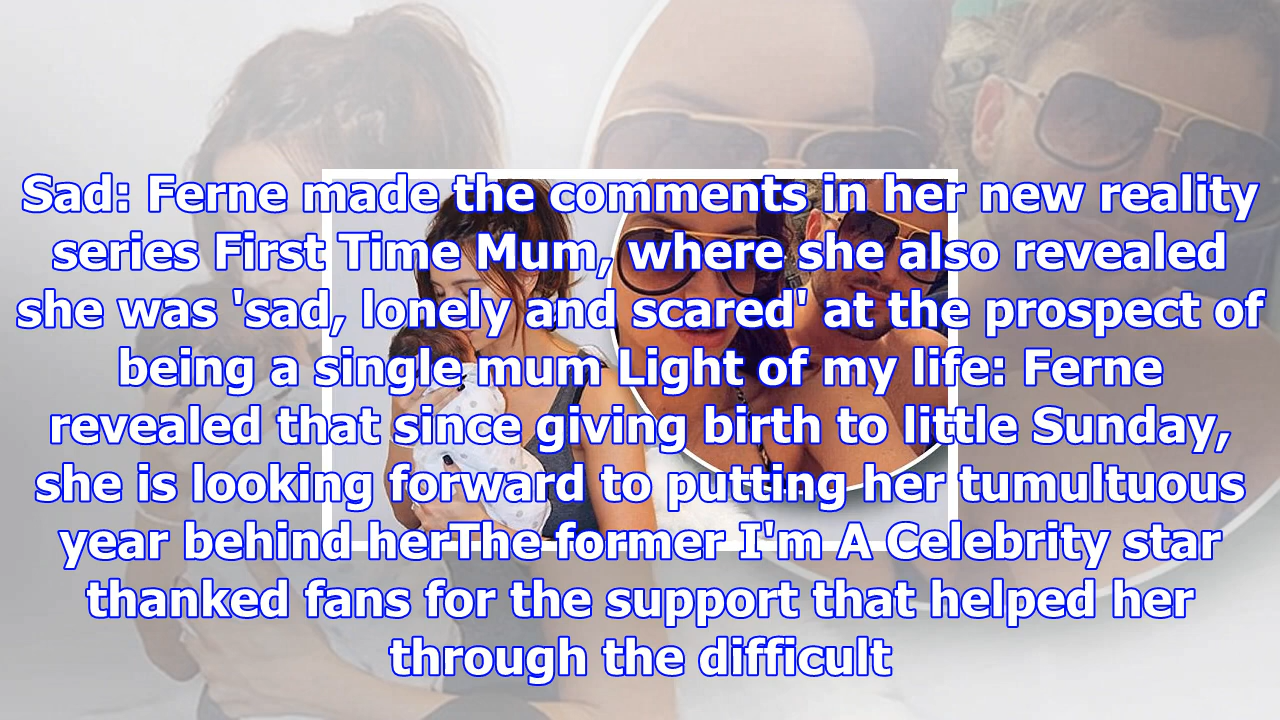 Sad: Ferne made the comments in her new reality
series First Time Mum, where she also revealed
she was 'sad, lonely and scared' at the prospect of
being a single mum Light of my life: Ferne
revealed that since giving birth to little Sunday,
she is looking forward to putting her tumultuous
year behind herThe former I'm A Celebrity star
thanked fans for the support that helped her
through the difficult